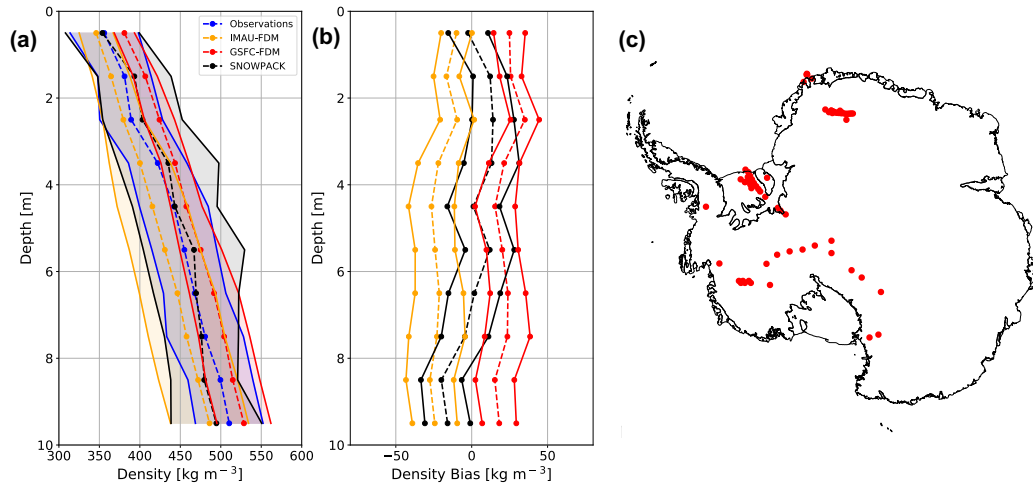 (a)
Observations
IMAU-FDM
GSFC-FDM
SNOWPACK
0
2
4
6
8
10
Depth [m]
300 350 400 450 500 550 600
Density [kg m⁻³]
(b)
0
2
4
6
8
10
Depth [m]
−50 0 50
Density Bias [kg m⁻³]
(c)